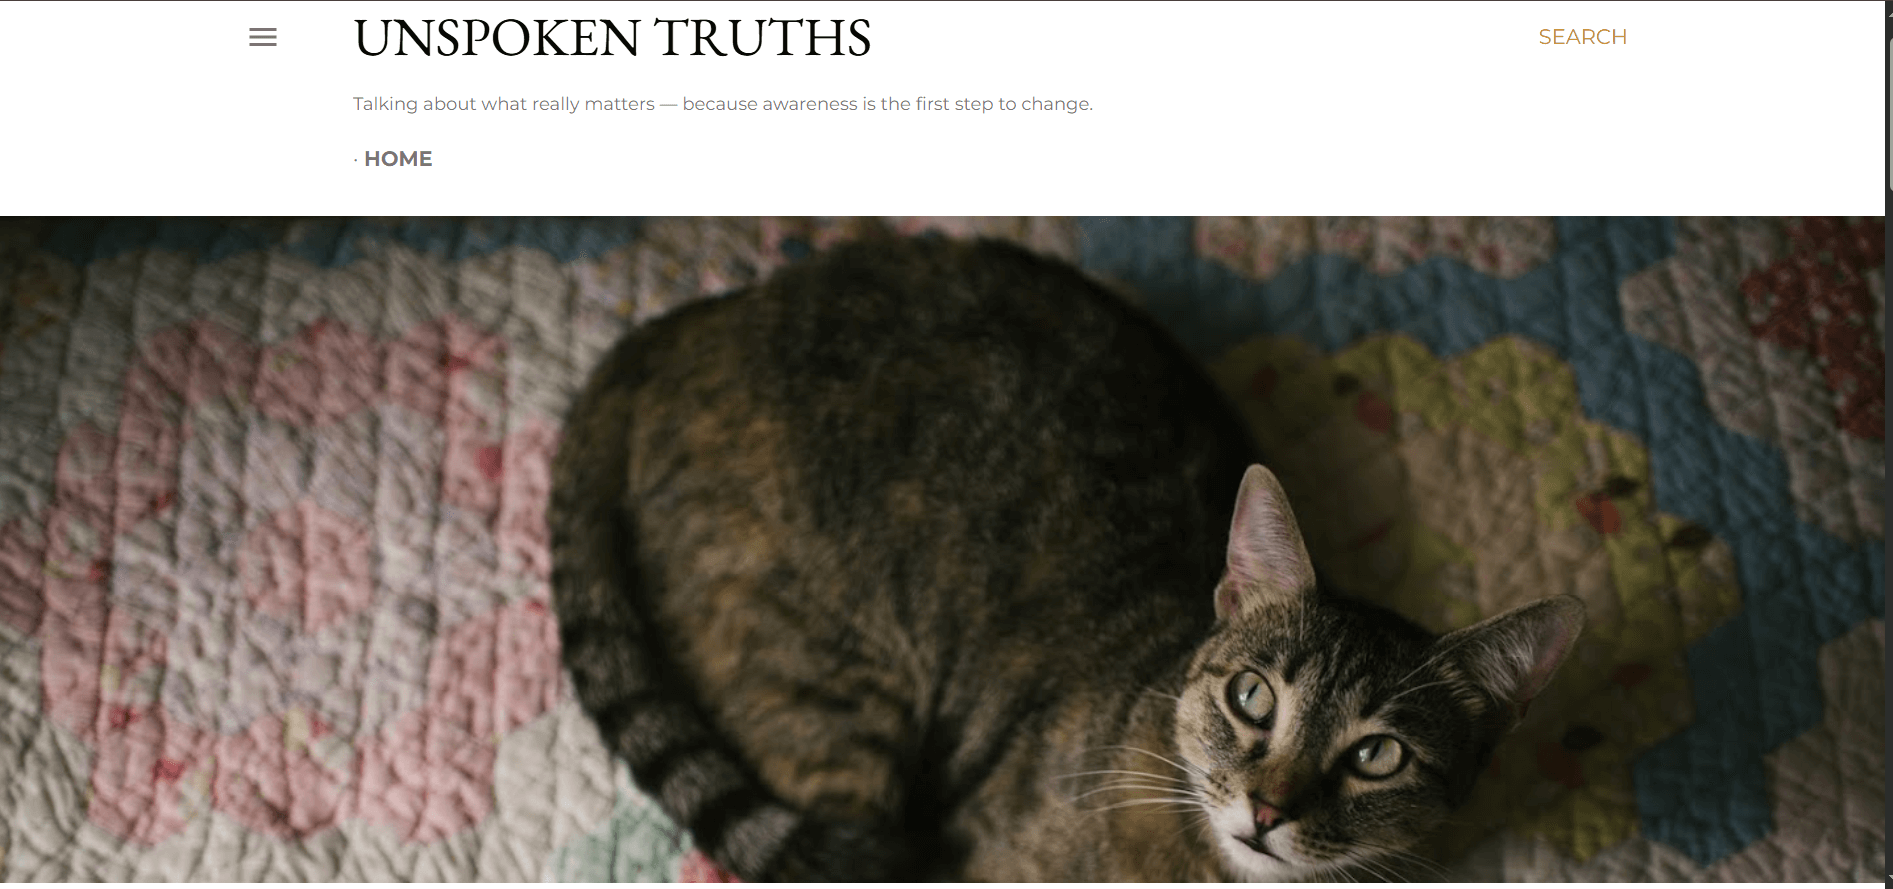 UNSPOKEN TRUTHS
SEARCH
Talking about what really matters — because awareness is the first step to change.
· HOME